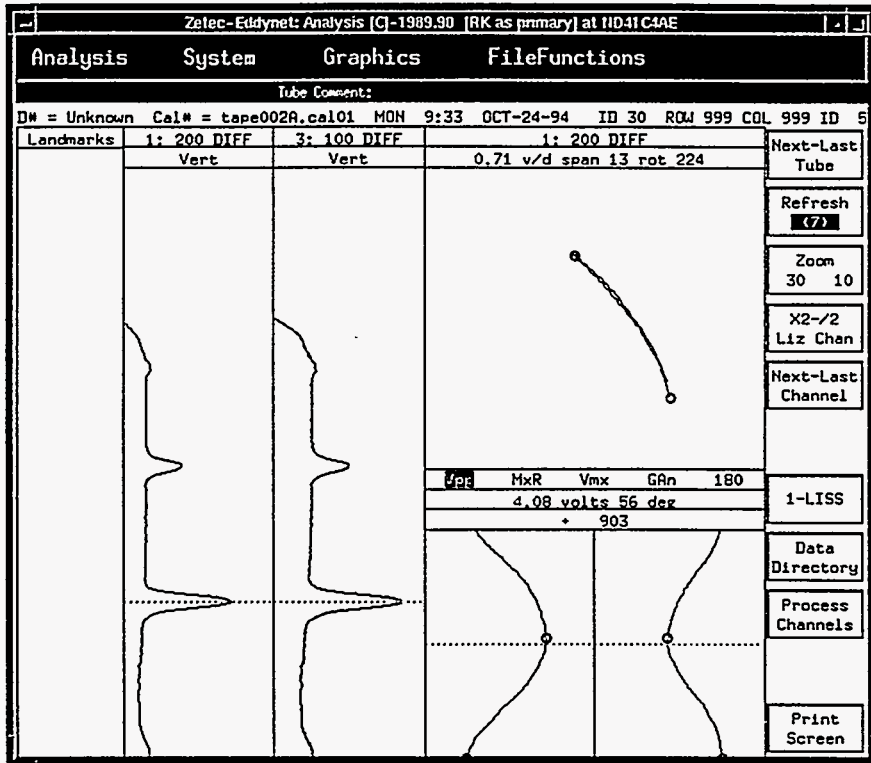 Zetec-Eddynet: Analysis [C]-1989.90 [RK as primary] at ND41C4AE
Analysis System Graphics FileFunctions
Tube Comment:
D# = Unknown Cal# = tape002A.cal01 MON 9:33 OCT-24-94 ID 30 ROW 999 COL 999 ID 5
Landmarks 1: 200 DIFF 3: 100 DIFF 1: 200 DIFF
Vert Vert 0.71 v/d span 13 rot 224
Next-Last
Tube
Refresh
(7)
Zoom
30 10
X2-/2
Liz Chan
Next-Last
Channel
Vpp MxR Vmx GAn 180
4.08 volts 56 deg
+ 903
1-LISS
Data
Directory
Process
Channels
Print
Screen